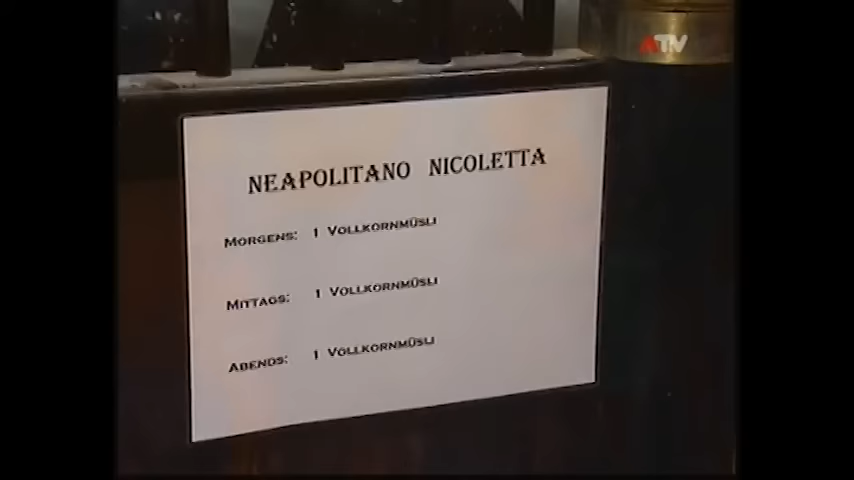 ATV
NEAPOLITANO NICOLETTA
MORGENS: 1 VOLLKORNMÜSLI
MITTAGS: 1 VOLLKORNMÜSLI
ABENDS: 1 VOLLKORNMÜSLI